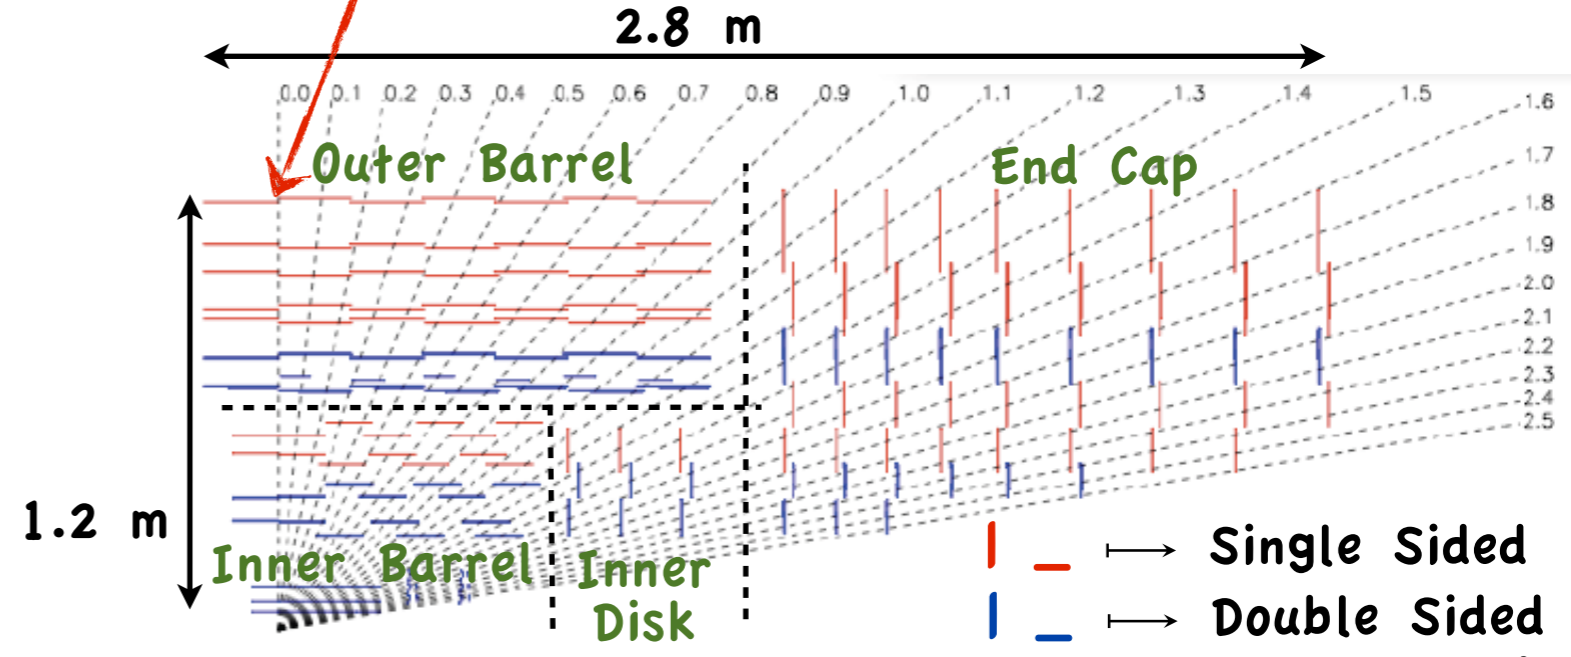 2.8 m
0.0 0.1 0.2 0.3 0.4 0.5 0.6 0.7 0.8 0.9 1.0 1.1 1.2 1.3 1.4 1.5
1.6
1.7
Outer Barrel End Cap
1.8
1.9
2.0
2.1
2.2
2.3
2.4
2.5
1.2 m
Inner Barrel
Inner
Disk
Single Sided
Double Sided